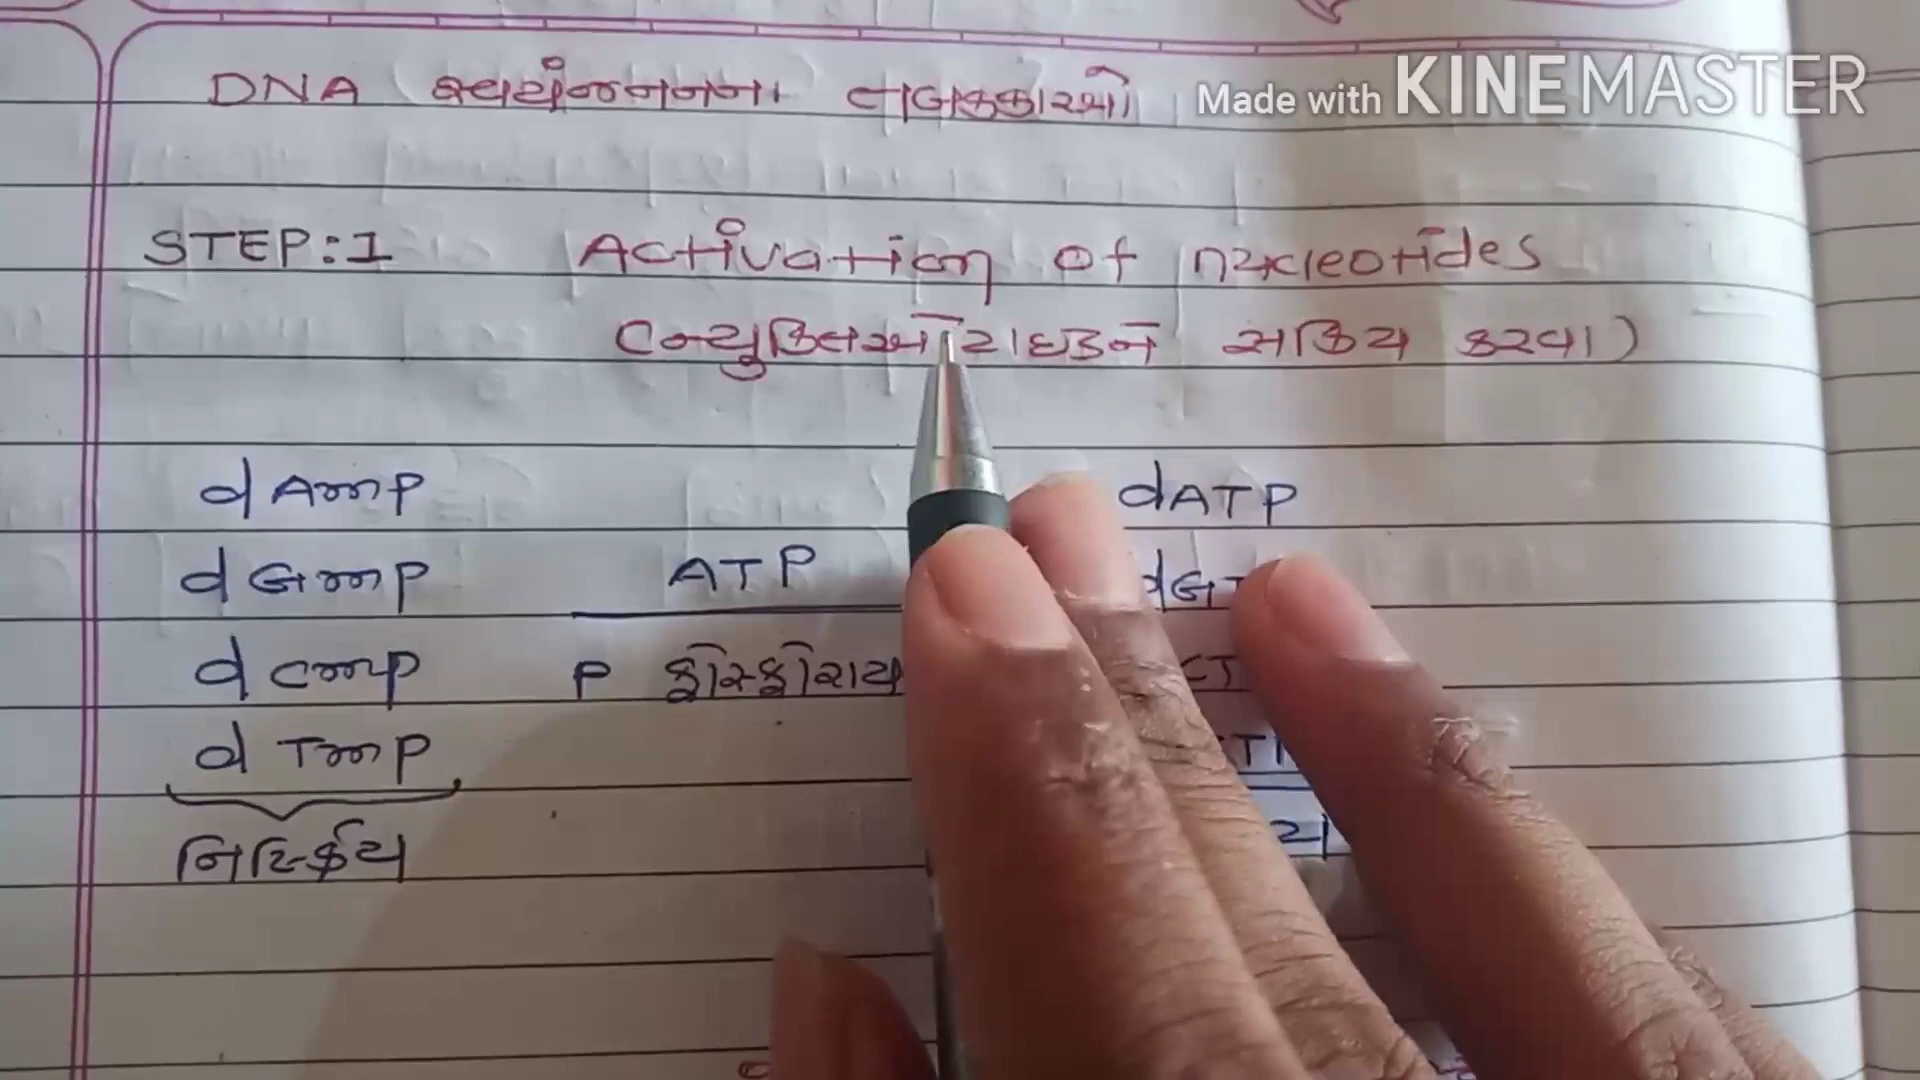 DNA સ્વયંજનનના તબક્કાઓ
Made with KINEMASTER
STEP:1 Activation of nucleotides
(ન્યુક્લિઓટાઇડને સક્રિય કરવા)
dAmp dATP
dGmp ATP
dCmp P
dTmp
નિષ્ક્રિય